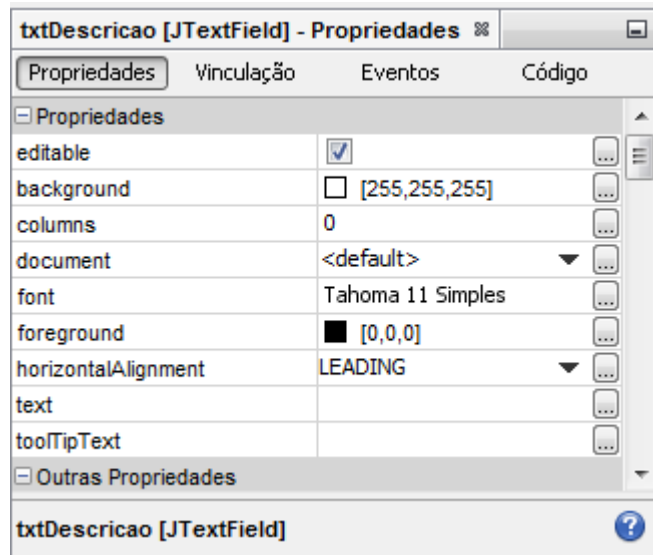 txtDescricao [JTextField] - Propriedades
Propriedades Vinculação Eventos Código
Propriedades
editable ...
background [255,255,255] ...
columns 0 ...
document <default> ...
font Tahoma 11 Simples ...
foreground [0,0,0] ...
horizontalAlignment LEADING ...
text ...
toolTipText ...
Outras Propriedades
txtDescricao [JTextField] ?